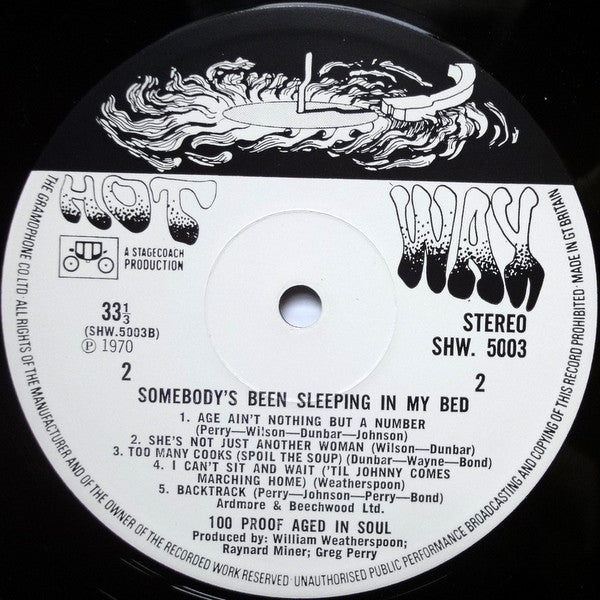 HOT WAX
A STAGECOACH
PRODUCTION
33⅓
(SHW.5003B)
Ⓟ 1970
STEREO
SHW. 5003
2 2
SOMEBODY'S BEEN SLEEPING IN MY BED
1. AGE AIN'T NOTHING BUT A NUMBER
(Perry—Wilson—Dunbar—Johnson)
2. SHE'S NOT JUST ANOTHER WOMAN (Wilson—Dunbar)
3. TOO MANY COOKS (SPOIL THE SOUP) (Dunbar—Wayne—Bond)
4. I CAN'T SIT AND WAIT ('TIL JOHNNY COMES
MARCHING HOME) (Weatherspoon)
5. BACKTRACK (Perry—Johnson—Perry—Bond)
Ardmore & Beechwood Ltd.
100 PROOF AGED IN SOUL
Produced by: William Weatherspoon;
Raynard Miner; Greg Perry
THE GRAMOPHONE CO. LTD. ALL RIGHTS OF THE MANUFACTURER AND OF THE OWNER OF THE RECORDED WORK RESERVED · UNAUTHORISED PUBLIC PERFORMANCE BROADCASTING AND COPYING OF THIS RECORD PROHIBITED · MADE IN GT BRITAIN